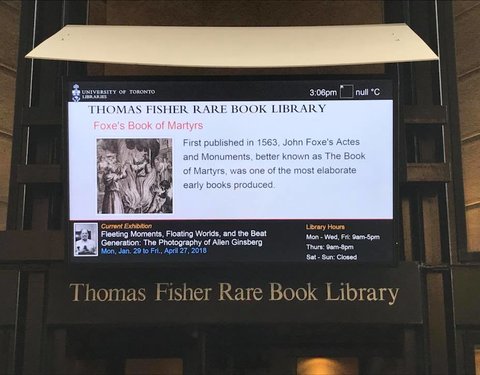 UNIVERSITY OF TORONTO
LIBRARIES
3:06pm null °C
THOMAS FISHER RARE BOOK LIBRARY
Foxe's Book of Martyrs
First published in 1563, John Foxe's Actes
and Monuments, better known as The Book
of Martyrs, was one of the most elaborate
early books produced.
Current Exhibition
Fleeting Moments, Floating Worlds, and the Beat
Generation: The Photography of Allen Ginsberg
Mon, Jan. 29 to Fri., April 27, 2018
Library Hours
Mon - Wed, Fri: 9am-5pm
Thurs: 9am-8pm
Sat - Sun: Closed
Thomas Fisher Rare Book Library